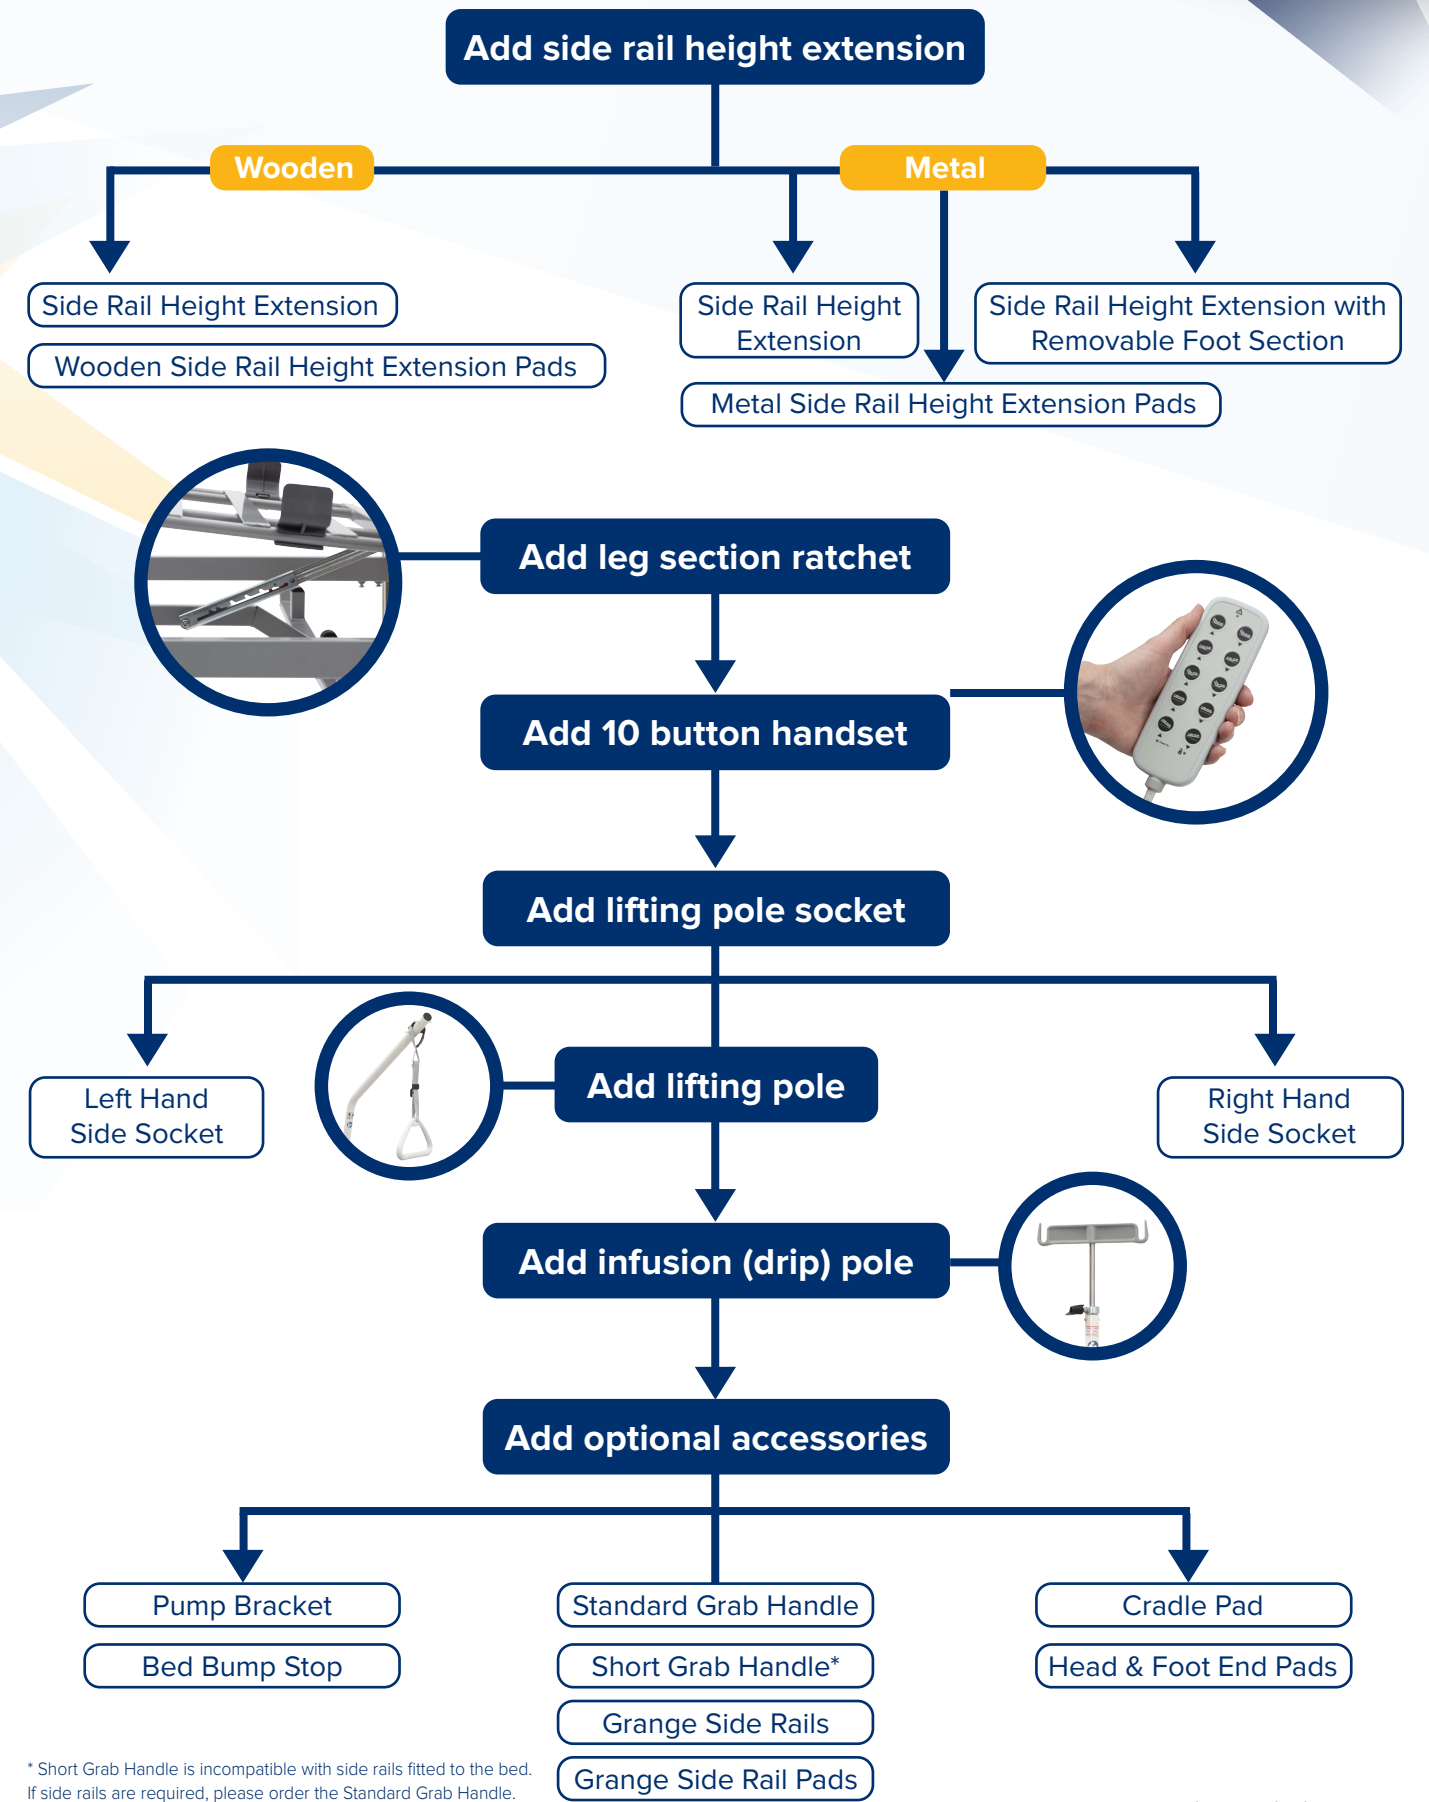 Add side rail height extension
Wooden
Metal
Side Rail Height Extension
Wooden Side Rail Height Extension Pads
Side Rail Height
Extension
Side Rail Height Extension with
Removable Foot Section
Metal Side Rail Height Extension Pads
Add leg section ratchet
Add 10 button handset
Add lifting pole socket
Left Hand
Side Socket
Add lifting pole
Right Hand
Side Socket
Add infusion (drip) pole
Add optional accessories
Pump Bracket
Bed Bump Stop
Standard Grab Handle
Short Grab Handle*
Grange Side Rails
Grange Side Rail Pads
Cradle Pad
Head & Foot End Pads
* Short Grab Handle is incompatible with side rails fitted to the bed.
If side rails are required, please order the Standard Grab Handle.